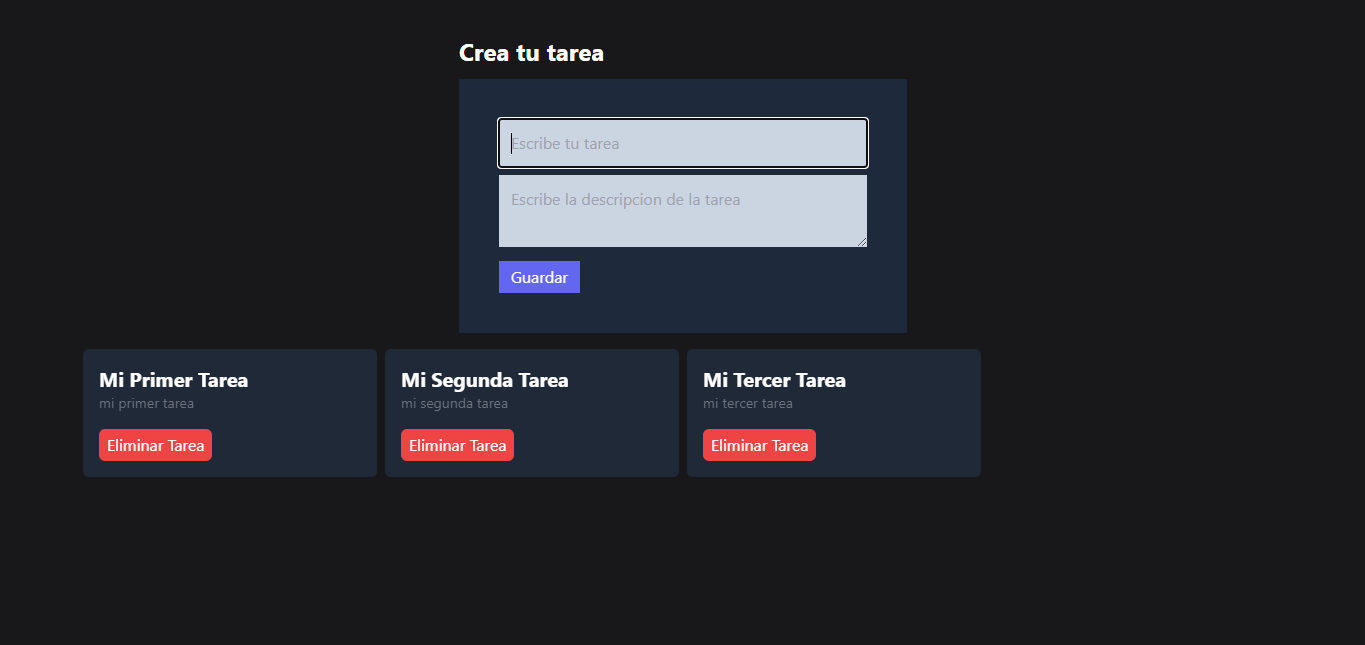 Crea tu tarea
Escribe tu tarea
Escribe la descripcion de la tarea
Guardar
Mi Primer Tarea
mi primer tarea
Eliminar Tarea
Mi Segunda Tarea
mi segunda tarea
Eliminar Tarea
Mi Tercer Tarea
mi tercer tarea
Eliminar Tarea